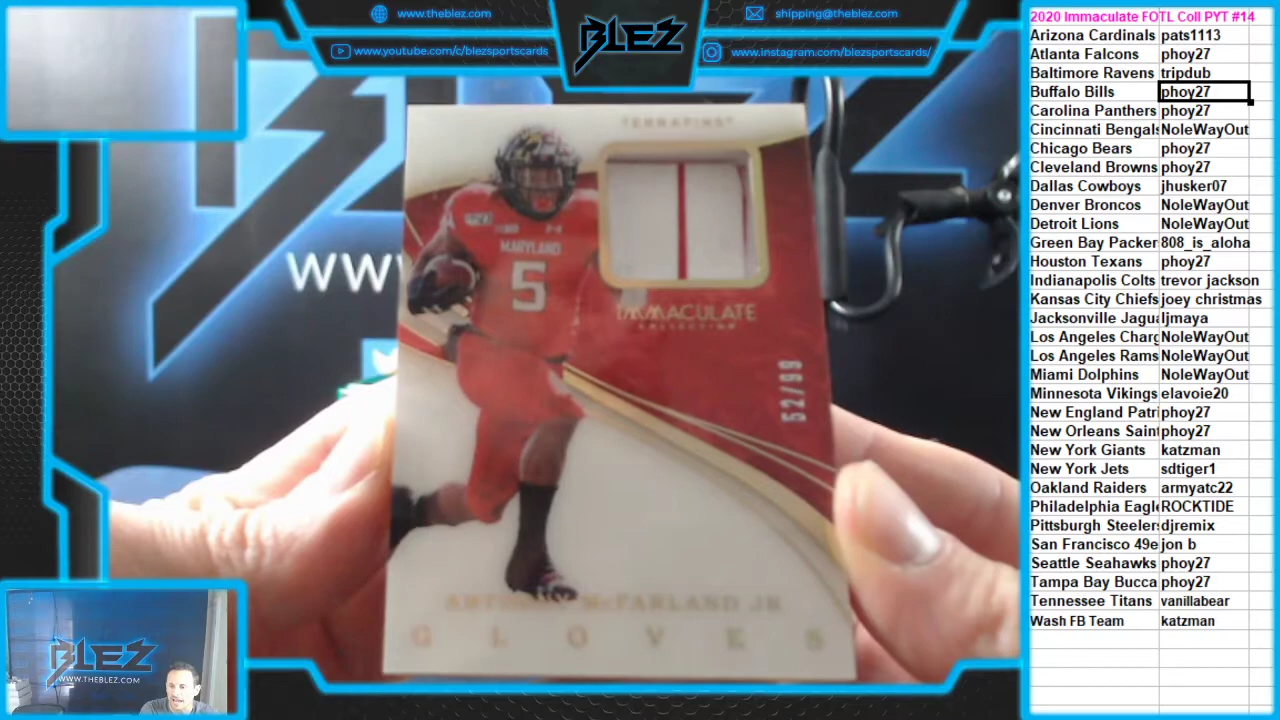 www.theblez.com
www.youtube.com/c/blezsportscards
BLEZ
shipping@theblez.com
www.instagram.com/blezsportscards/
TERRAPINS
MARYLAND
5
IMMACULATE
COLLECTION
52/99
ANTHONY McFARLAND JR
GLOVES
BLEZ
WWW.THEBLEZ.COM
2020 Immaculate FOTL Coll PYT #14
Arizona Cardinals pats1113
Atlanta Falcons phoy27
Baltimore Ravens tripdub
Buffalo Bills phoy27
Carolina Panthers phoy27
Cincinnati Bengals NoleWayOut
Chicago Bears phoy27
Cleveland Browns phoy27
Dallas Cowboys jhusker07
Denver Broncos NoleWayOut
Detroit Lions NoleWayOut
Green Bay Packer 808_is_aloha
Houston Texans phoy27
Indianapolis Colts trevor jackson
Kansas City Chiefs joey christmas
Jacksonville Jagua ljmaya
Los Angeles Charg NoleWayOut
Los Angeles Rams NoleWayOut
Miami Dolphins NoleWayOut
Minnesota Vikings elavoie20
New England Patri phoy27
New Orleans Saint phoy27
New York Giants katzman
New York Jets sdtiger1
Oakland Raiders armyatc22
Philadelphia Eagle ROCKTIDE
Pittsburgh Steelers djremix
San Francisco 49e jon b
Seattle Seahawks phoy27
Tampa Bay Bucca phoy27
Tennessee Titans vanillabear
Wash FB Team katzman